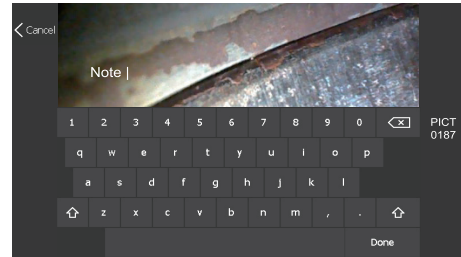 Cancel
Note
1 2 3 4 5 6 7 8 9 0
PICT
0187
q w e r t y u i o p
a s d f g h j k l
z x c v b n m , .
Done